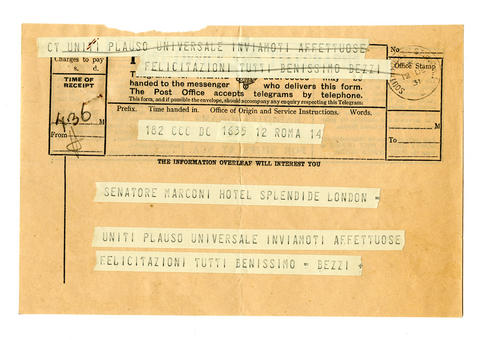 CT UNITI PLAUSO UNIVERSALE INVIAMOTI AFFETTUOSE
FELICITAZIONI TUTTI BENISSIMO BEZZI
Charges to pay
s. d.
No.
Office Stamp
TIME OF RECEIPT
handed to the messenger who delivers this form.
The Post Office accepts telegrams by telephone.
This form, and if possible, the envelope, should accompany any enquiry respecting this Telegram.
Prefix. Time handed in. Office of Origin and Service Instructions. Words.
436 M
From
M
To
182 CCC DC 1635 12 ROMA 14
THE INFORMATION OVERLEAF WILL INTEREST YOU
SENATORE MARCONI HOTEL SPLENDIDE LONDON =
UNITI PLAUSO UNIVERSALE INVIAMOTI AFFETTUOSE
FELICITAZIONI TUTTI BENISSIMO = BEZZI +